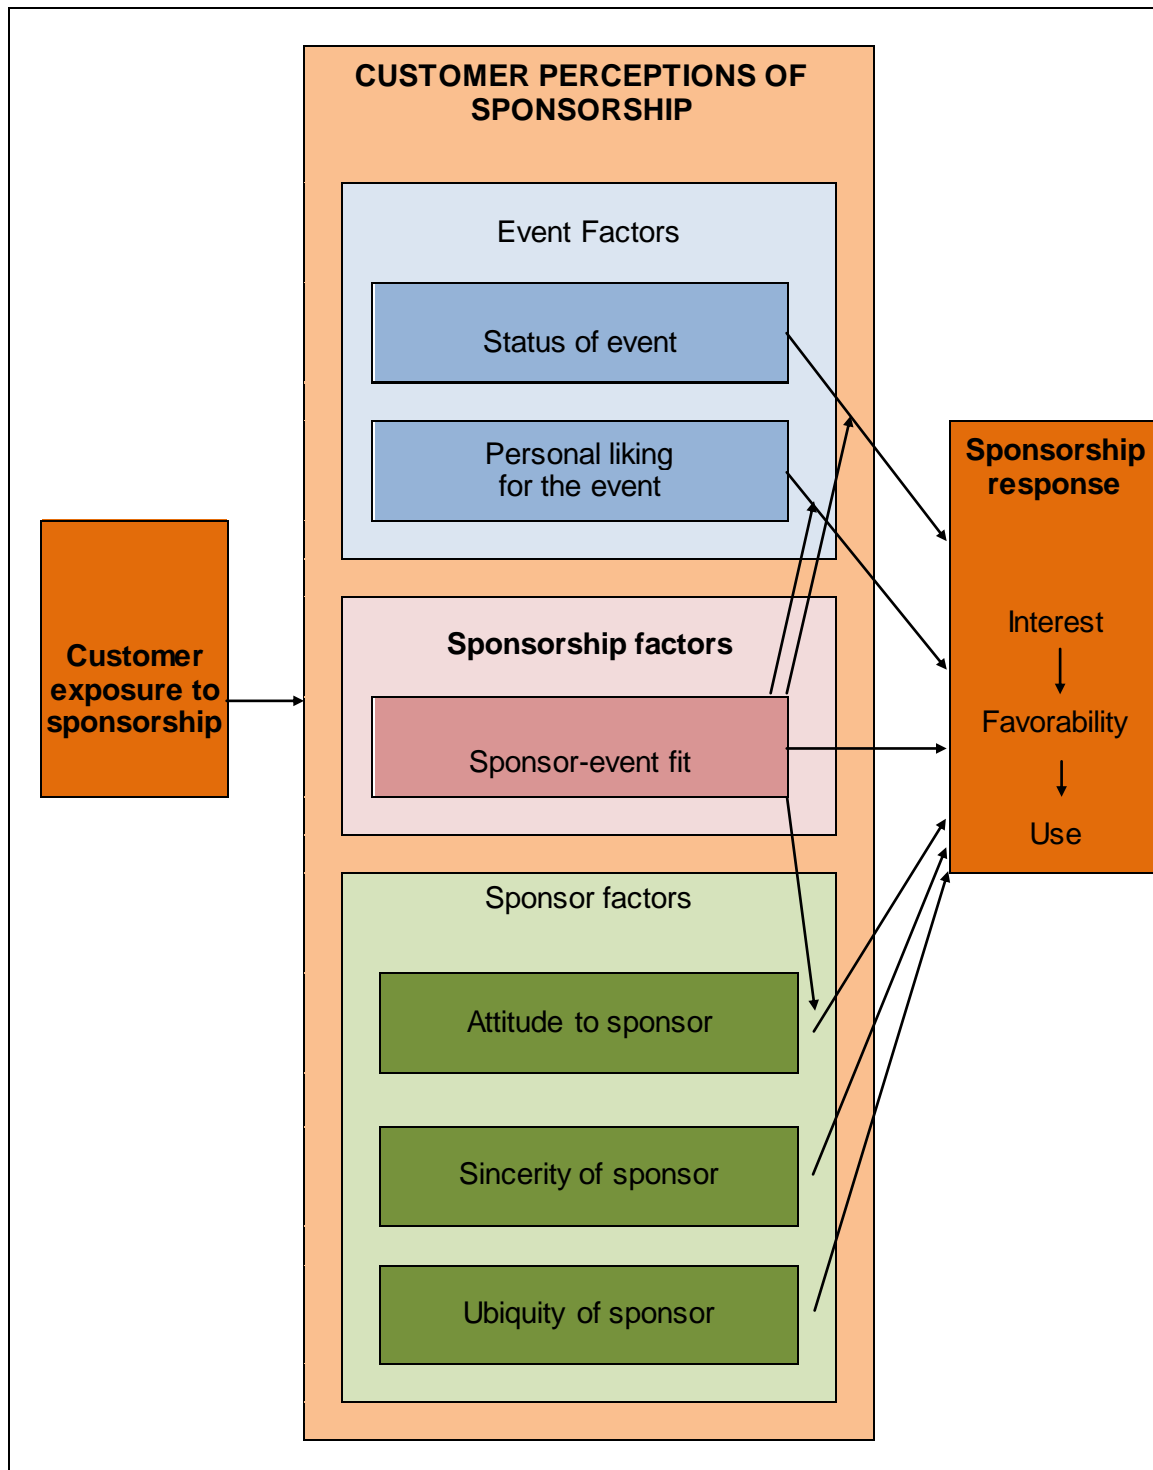 CUSTOMER PERCEPTIONS OF
SPONSORSHIP
Event Factors
Status of event
Personal liking
for the event
Sponsorship
response
Interest
Favorability
Use
Customer
exposure to
sponsorship
Sponsorship factors
Sponsor-event fit
Sponsor factors
Attitude to sponsor
Sincerity of sponsor
Ubiquity of sponsor